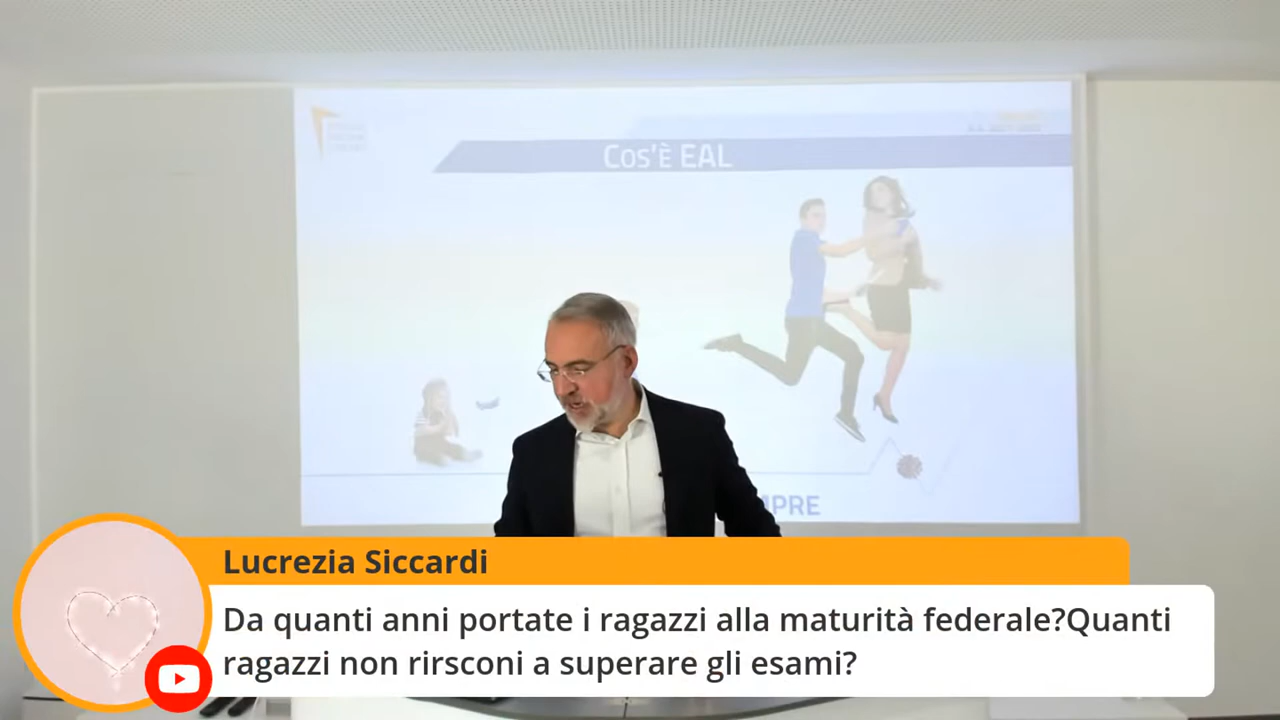 Cos'è EAL
MPRE
Lucrezia Siccardi
Da quanti anni portate i ragazzi alla maturità federale?Quanti
ragazzi non rirsconi a superare gli esami?